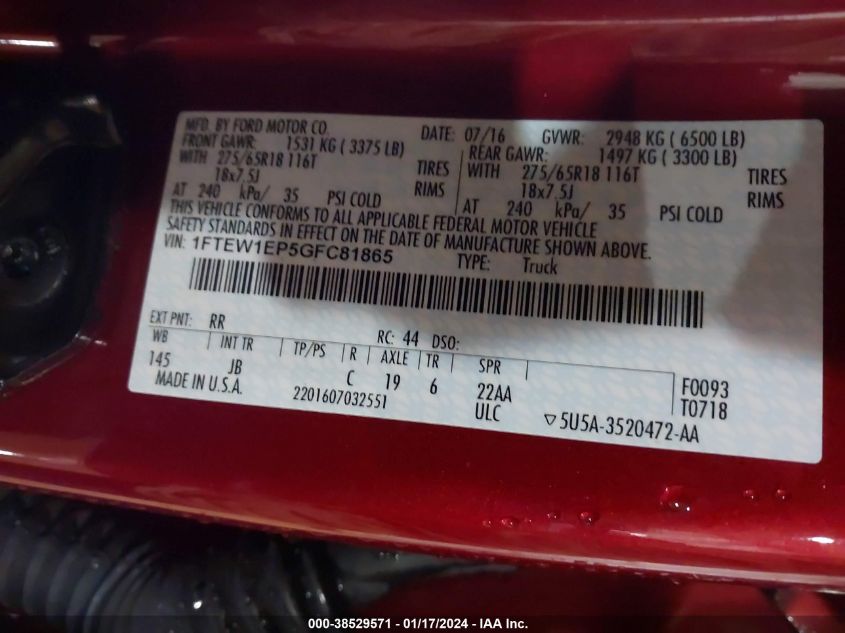 MFD. BY FORD MOTOR CO. DATE: 07/16 GVWR: 2948 KG ( 6500 LB)
FRONT GAWR: 1531 KG ( 3375 LB) REAR GAWR: 1497 KG ( 3300 LB)
WITH 275/65R18 116T TIRES WITH 275/65R18 116T TIRES
18x7.5J RIMS 18x7.5J RIMS
AT 240 kPa/ 35 PSI COLD AT 240 kPa/ 35 PSI COLD
THIS VEHICLE CONFORMS TO ALL APPLICABLE FEDERAL MOTOR VEHICLE
SAFETY STANDARDS IN EFFECT ON THE DATE OF MANUFACTURE SHOWN ABOVE.
VIN: 1FTEW1EP5GFC81865 TYPE: Truck
EXT PNT: RR RC: 44 DSO:
WB INT TR TP/PS R AXLE TR SPR
145 JB C 19 6 22AA F0093
MADE IN U.S.A. 2201607032551 ULC T0718
▽5U5A-3520472-AA
000-38529571 / 01/17/2024 - IAA Inc.